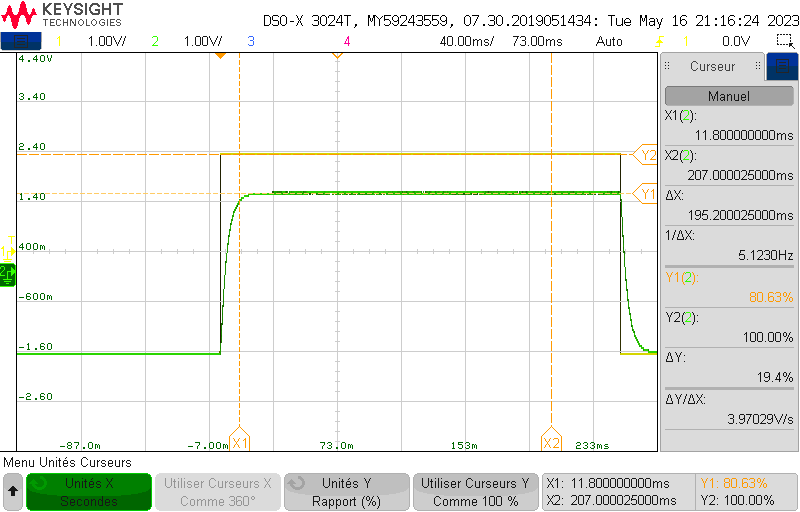 KEYSIGHT
TECHNOLOGIES
DSO-X 3024T, MY59243559, 07.30.2019051434: Tue May 16 21:16:24 2023
1 1.00V/ 2 1.00V/ 3 4 40.00ms/ 73.00ms Auto 1 0.0V
4.40V
3.40
2.40
1.40
400m
-600m
-1.60
-2.60
-87.0m -7.00m 73.0m 153m 233ms
Y2
Y1
X1 X2
T
2
Curseur
Manuel
X1(2):
11.800000000ms
X2(2):
207.000025000ms
ΔX:
195.200025000ms
1/ΔX:
5.1230Hz
Y1(2):
80.63%
Y2(2):
100.00%
ΔY:
19.4%
ΔY/ΔX:
3.97029V/s
Menu Unités Curseurs
Unités X
Secondes
Utiliser Curseurs X
Comme 360°
Unités Y
Rapport (%)
Utiliser Curseurs Y
Comme 100 %
X1: 11.800000000ms
X2: 207.000025000ms
Y1: 80.63%
Y2: 100.00%